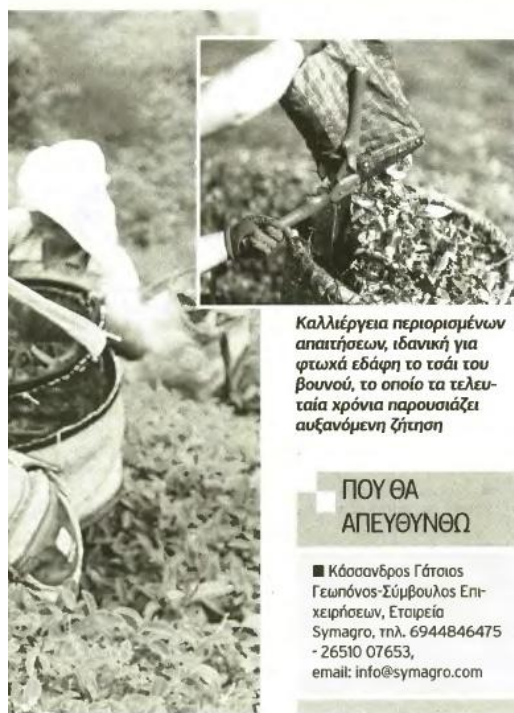 Καλλιέργεια περιορισμένων
απαιτήσεων, ιδανική για
φτωχά εδάφη το τσάι του
βουνού, το οποίο τα τελευ-
ταία χρόνια παρουσιάζει
αυξανόμενη ζήτηση
ΠΟΥ ΘΑ
ΑΠΕΥΘΥΝΘΩ
■ Κάσσανδρος Γάτσιος
Γεωπόνος-Σύμβουλος Επι-
χειρήσεων, Εταιρεία
Symagro, τηλ. 6944846475
- 26510 07653,
email: info@symagro.com